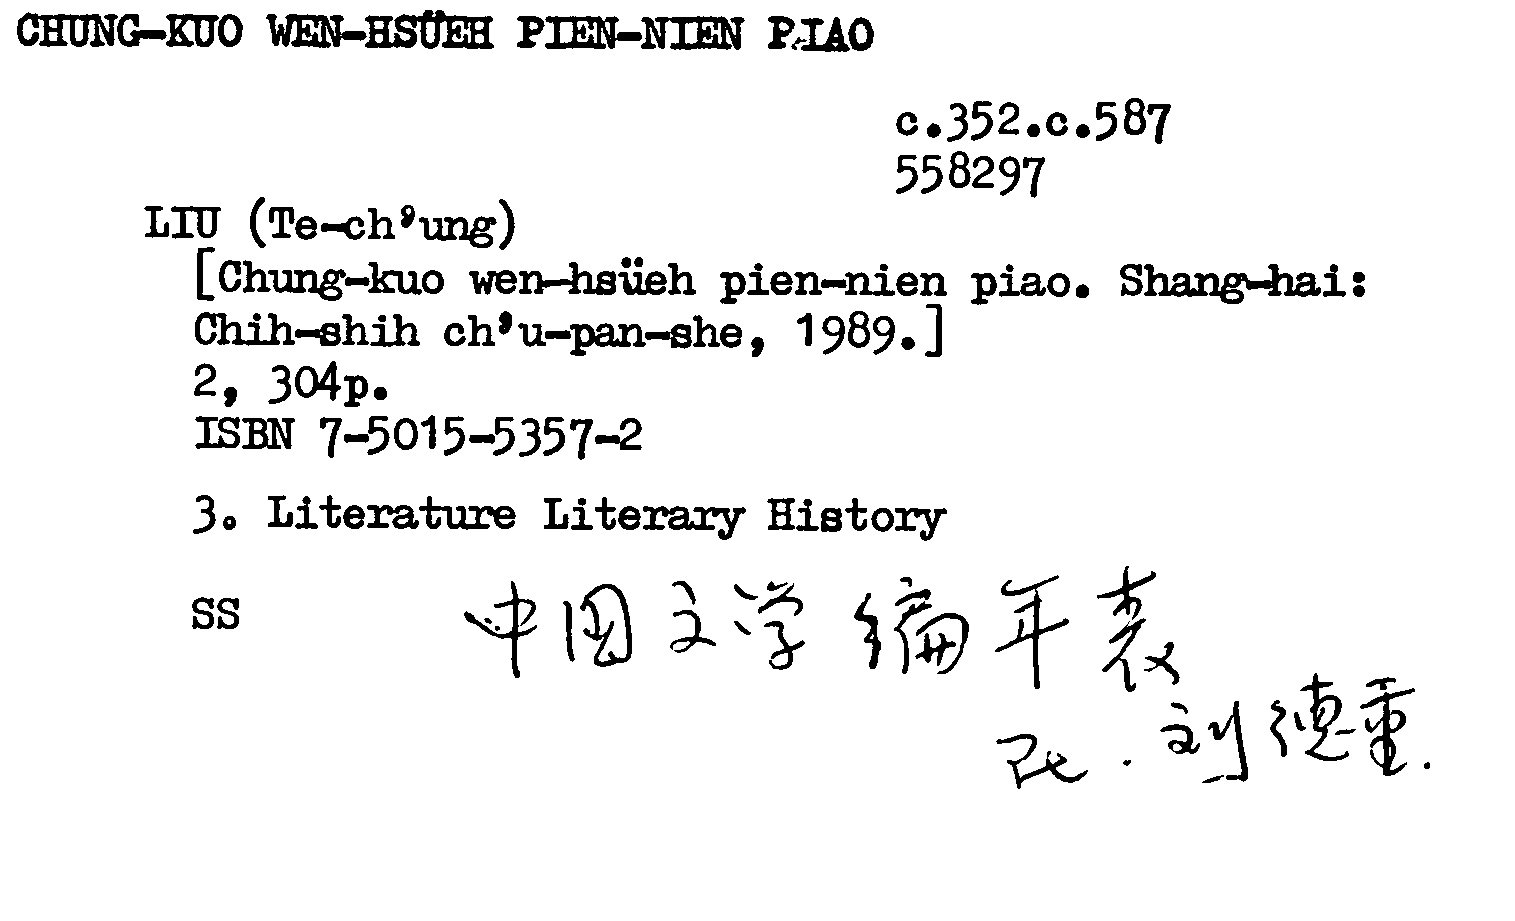 CHUNG-KUO WEN-HSÜEH PIEN-NIEN PIAO
c.352.c.587
558297
LIU (Te-ch'ung)
[Chung-kuo wen-hsüeh pien-nien piao. Shang-hai:
Chih-shih ch'u-pan-she, 1989.]
2, 304p.
ISBN 7-5015-5357-2
3. Literature Literary History
SS
中国文学编年表
刘德重.